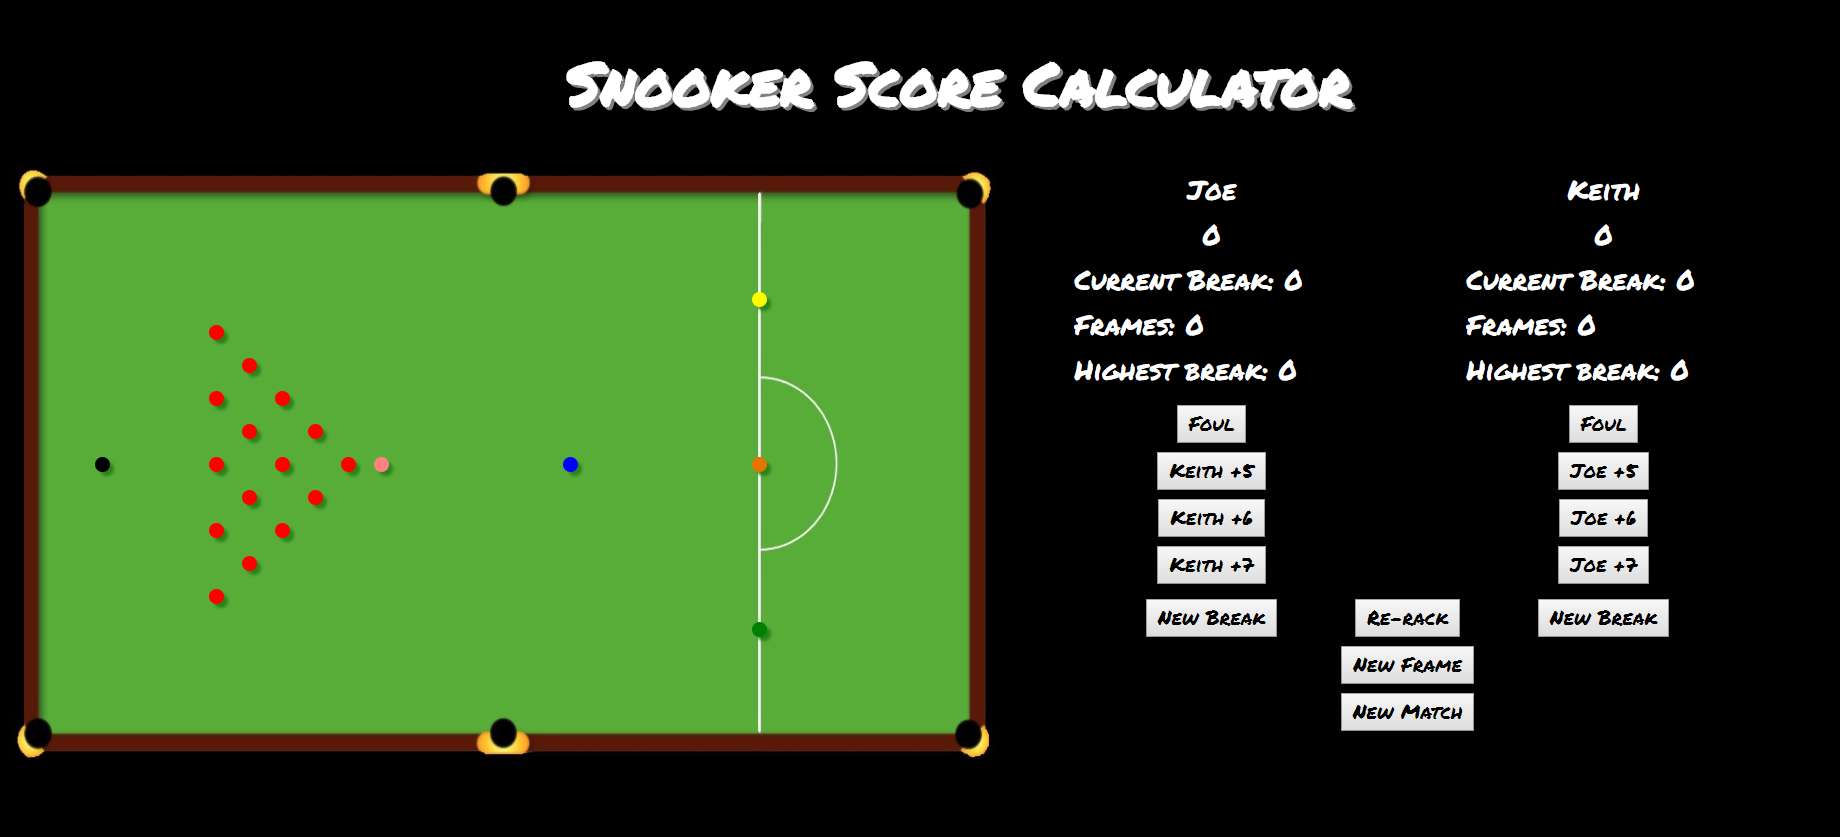 Snooker Score Calculator
Joe
0
Current Break: 0
Frames: 0
Highest break: 0
Foul
Keith +5
Keith +6
Keith +7
New Break
Keith
0
Current Break: 0
Frames: 0
Highest break: 0
Foul
Joe +5
Joe +6
Joe +7
New Break
Re-rack
New Frame
New Match